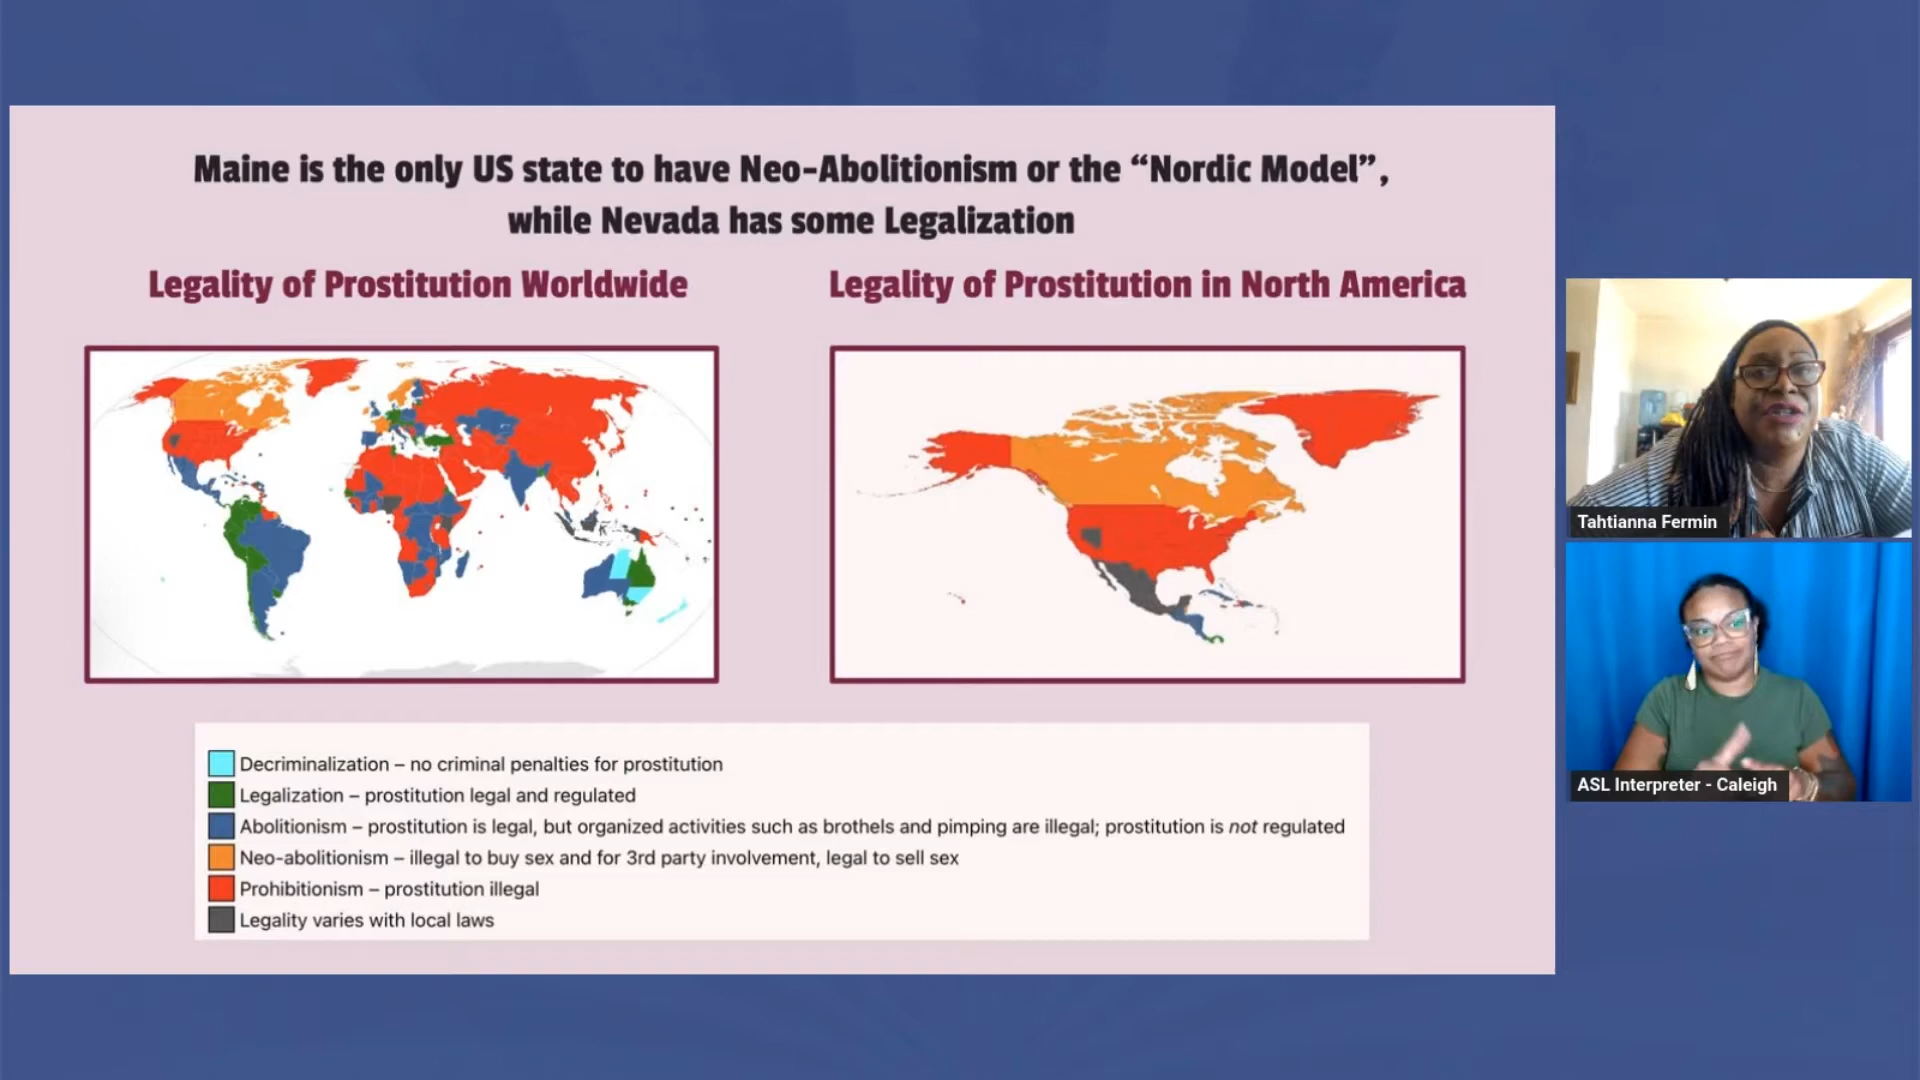 Maine is the only US state to have Neo-Abolitionism or the “Nordic Model”,
while Nevada has some Legalization
Legality of Prostitution Worldwide
Legality of Prostitution in North America
Decriminalization – no criminal penalties for prostitution
Legalization – prostitution legal and regulated
Abolitionism – prostitution is legal, but organized activities such as brothels and pimping are illegal; prostitution is not regulated
Neo-abolitionism – illegal to buy sex and for 3rd party involvement, legal to sell sex
Prohibitionism – prostitution illegal
Legality varies with local laws
Tahtianna Fermin
ASL Interpreter - Caleigh